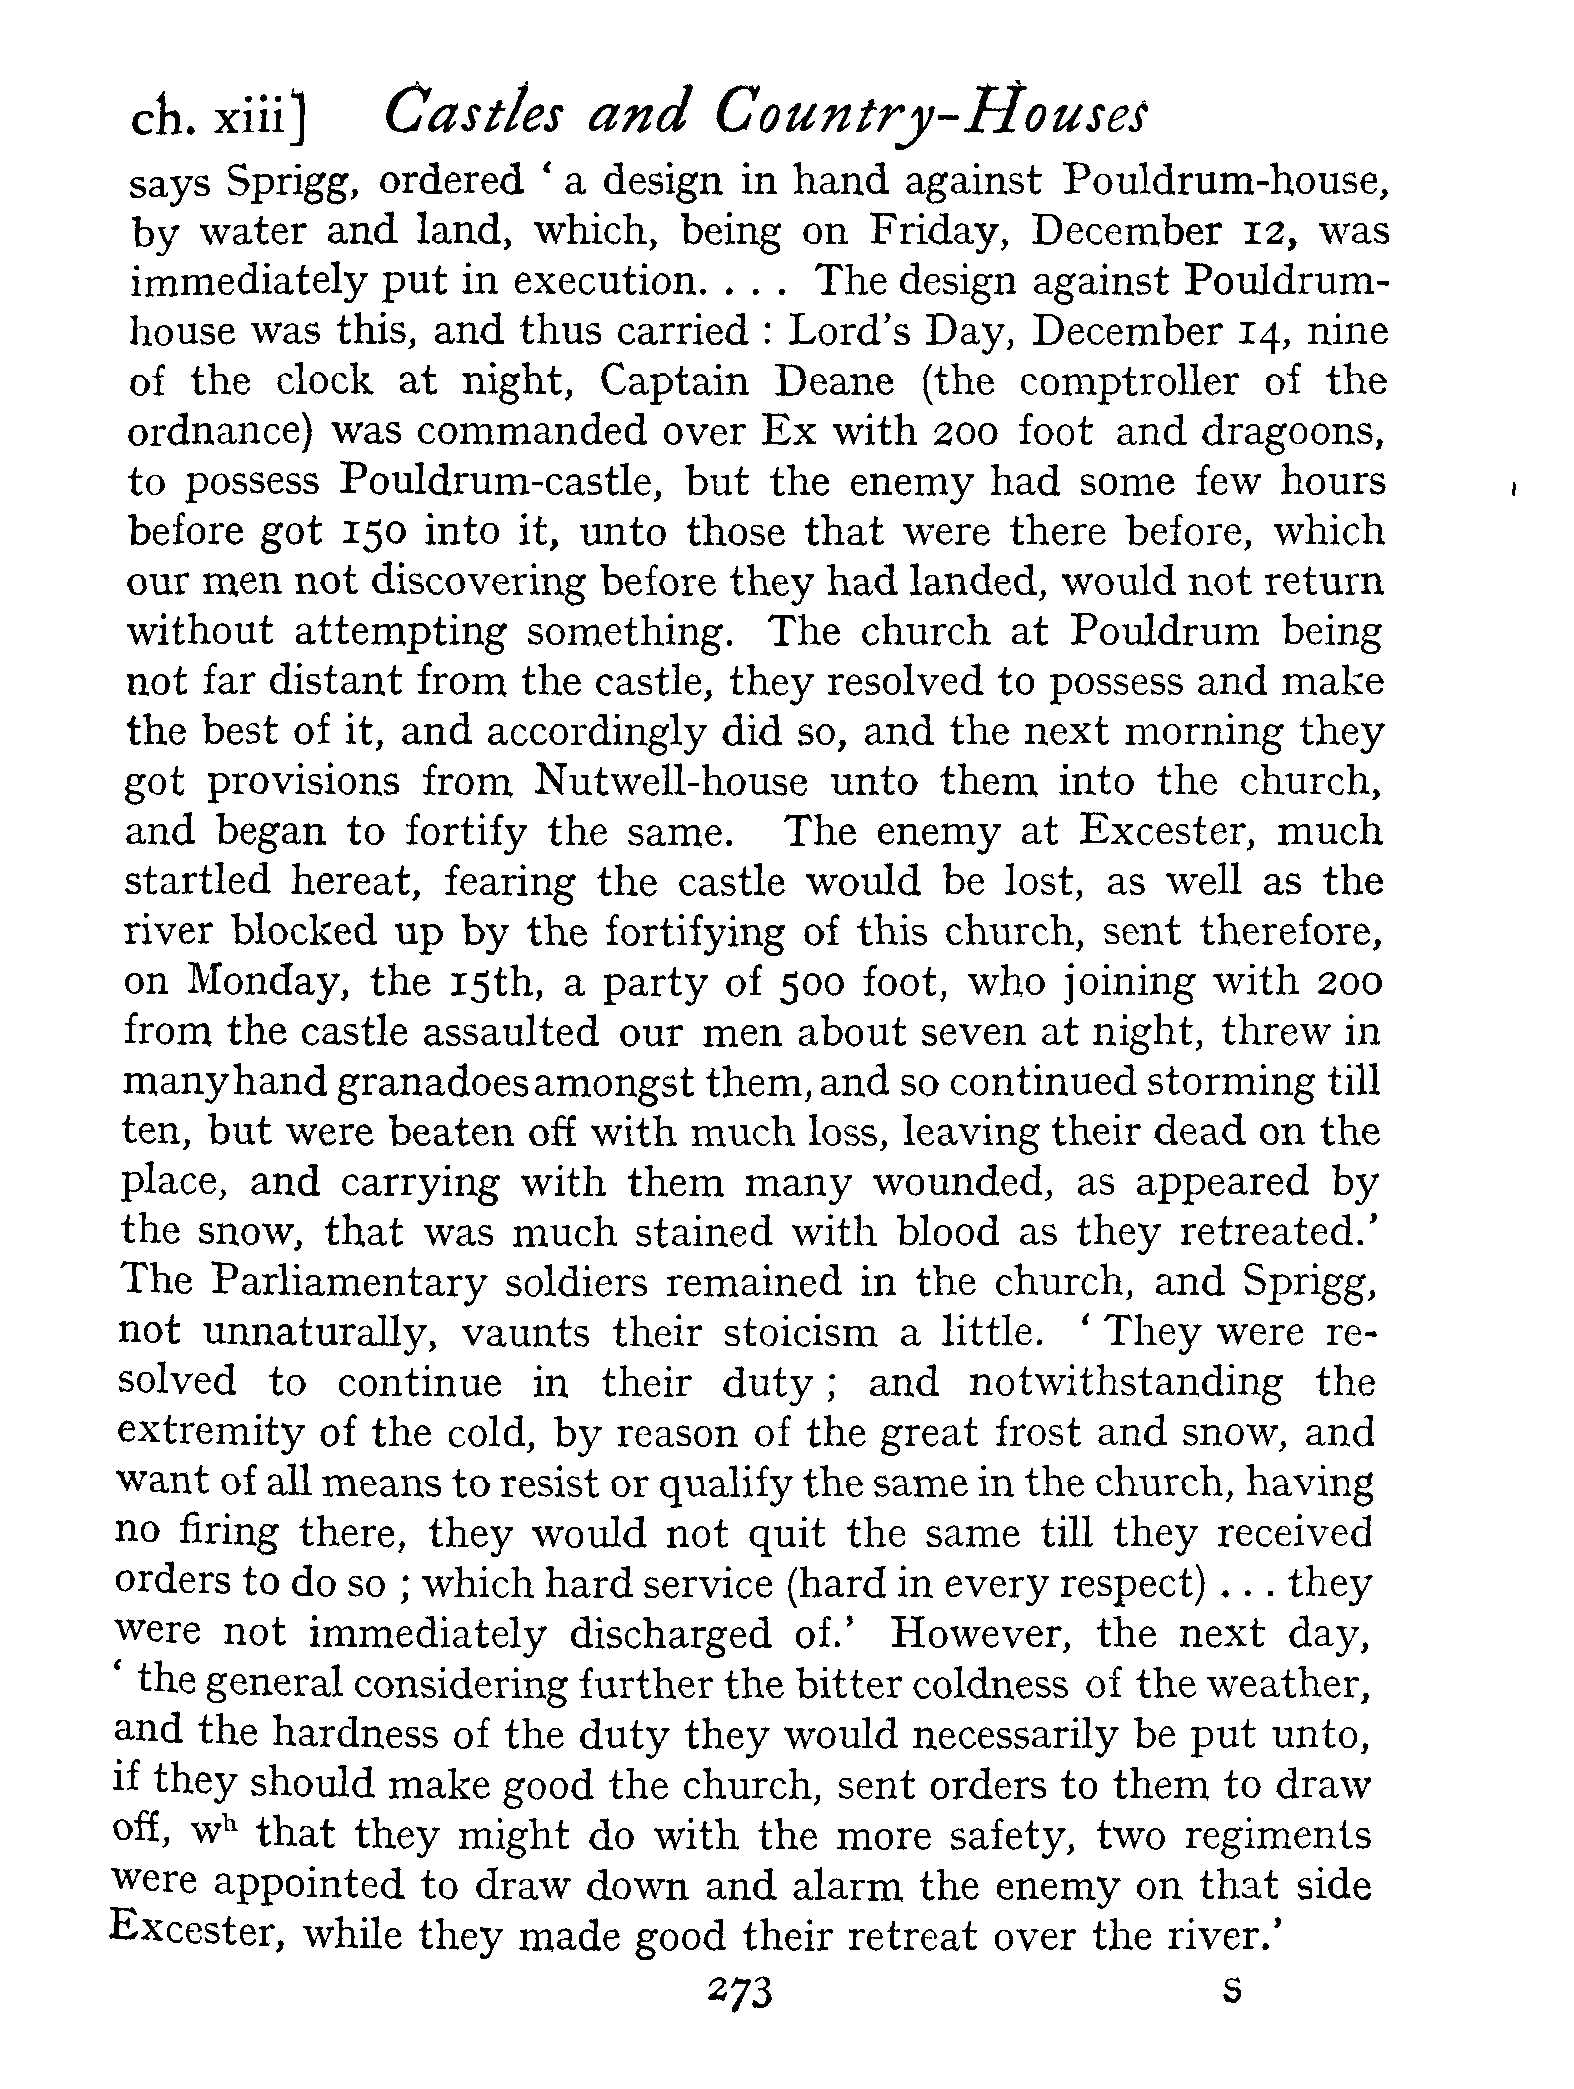 ch. xiii] Castles and Country-Houses
says Sprigg, ordered ‘ a design in hand against Pouldrum-house,
by water and land, which, being on Friday, December 12, was
immediately put in execution. . . . The design against Pouldrum-
house was this, and thus carried : Lord’s Day, December 14, nine
of the clock at night, Captain Deane (the comptroller of the
ordnance) was commanded over Ex with 200 foot and dragoons,
to possess Pouldrum-castle, but the enemy had some few hours
before got 150 into it, unto those that were there before, which
our men not discovering before they had landed, would not return
without attempting something. The church at Pouldrum being
not far distant from the castle, they resolved to possess and make
the best of it, and accordingly did so, and the next morning they
got provisions from Nutwell-house unto them into the church,
and began to fortify the same. The enemy at Excester, much
startled hereat, fearing the castle would be lost, as well as the
river blocked up by the fortifying of this church, sent therefore,
on Monday, the 15th, a party of 500 foot, who joining with 200
from the castle assaulted our men about seven at night, threw in
many hand granadoes amongst them, and so continued storming till
ten, but were beaten off with much loss, leaving their dead on the
place, and carrying with them many wounded, as appeared by
the snow, that was much stained with blood as they retreated.’
The Parliamentary soldiers remained in the church, and Sprigg,
not unnaturally, vaunts their stoicism a little. ‘ They were re-
solved to continue in their duty ; and notwithstanding the
extremity of the cold, by reason of the great frost and snow, and
want of all means to resist or qualify the same in the church, having
no firing there, they would not quit the same till they received
orders to do so ; which hard service (hard in every respect) . . . they
were not immediately discharged of.’ However, the next day,
‘ the general considering further the bitter coldness of the weather,
and the hardness of the duty they would necessarily be put unto,
if they should make good the church, sent orders to them to draw
off, wʰ that they might do with the more safety, two regiments
were appointed to draw down and alarm the enemy on that side
Excester, while they made good their retreat over the river.’
273 S